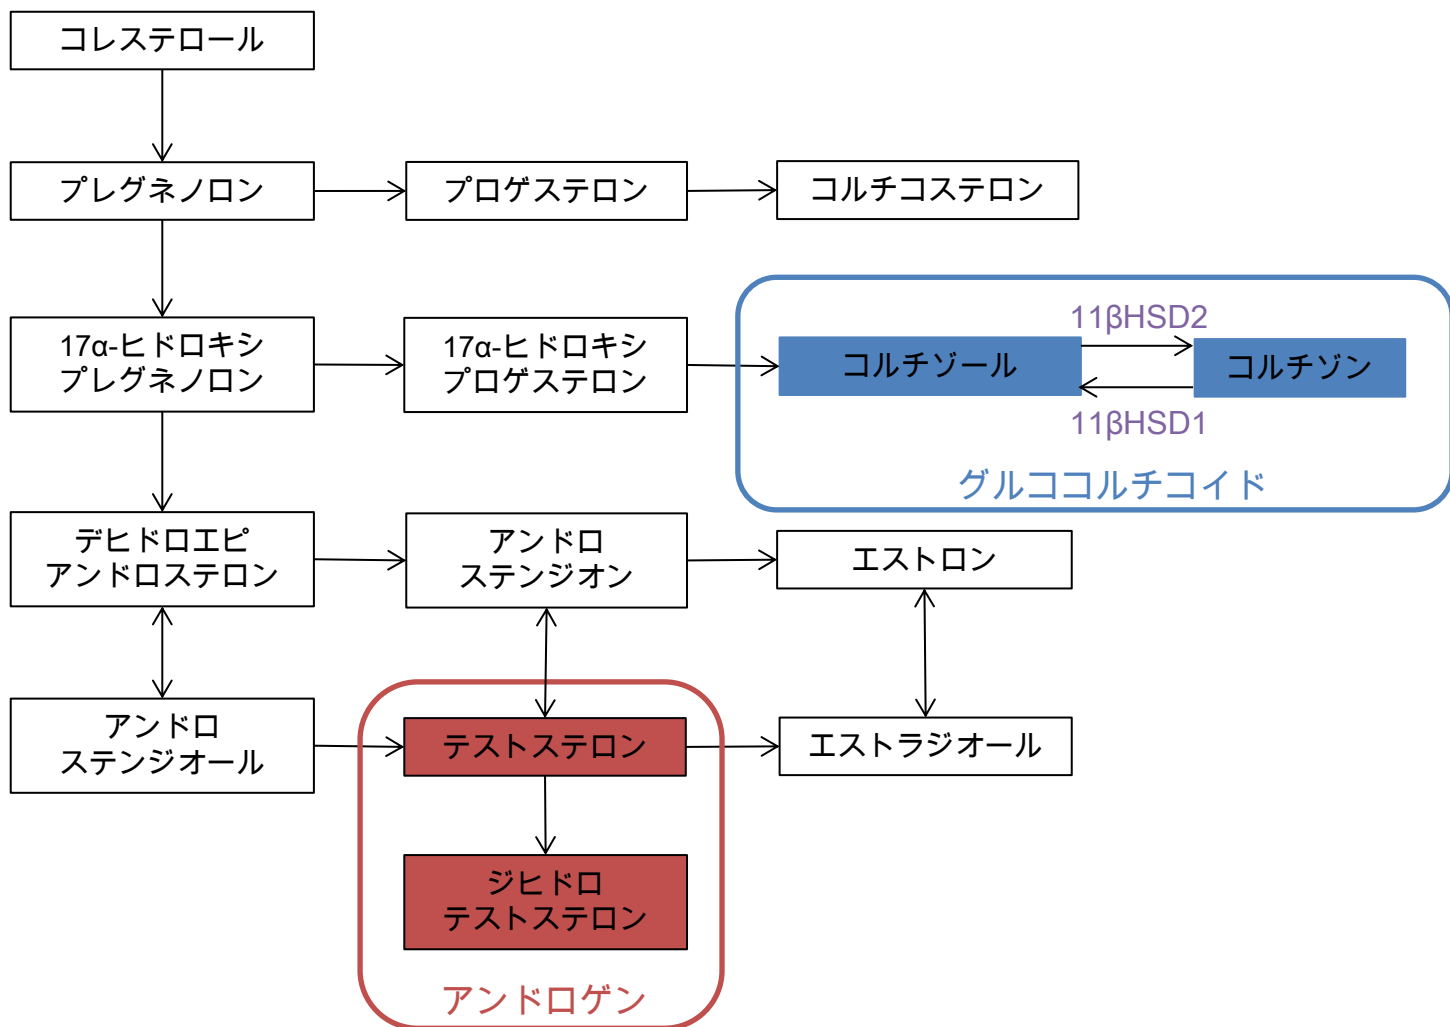 コレステロール
プレグネノロン
プロゲステロン
コルチコステロン
17α-ヒドロキシ
プレグネノロン
17α-ヒドロキシ
プロゲステロン
11βHSD2
コルチゾール
コルチゾン
11βHSD1
グルココルチコイド
デヒドロエピ
アンドロステロン
アンドロ
ステンジオン
エストロン
アンドロ
ステンジオール
テストステロン
エストラジオール
ジヒドロ
テストステロン
アンドロゲン